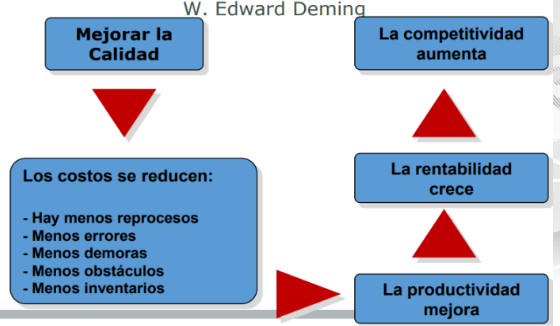 W. Edward Deming
Mejorar la
Calidad
Los costos se reducen:
- Hay menos reprocesos
- Menos errores
- Menos demoras
- Menos obstáculos
- Menos inventarios
La productividad
mejora
La rentabilidad
crece
La competitividad
aumenta